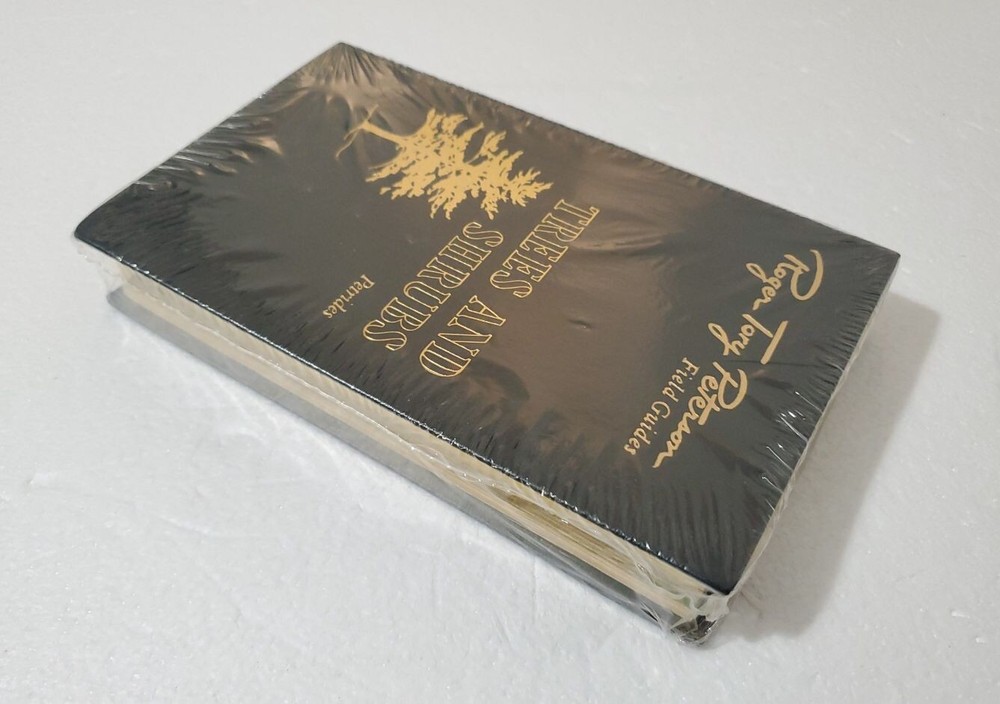 Roger Tory Peterson
Field Guides
TREES AND
SHRUBS
Petrides